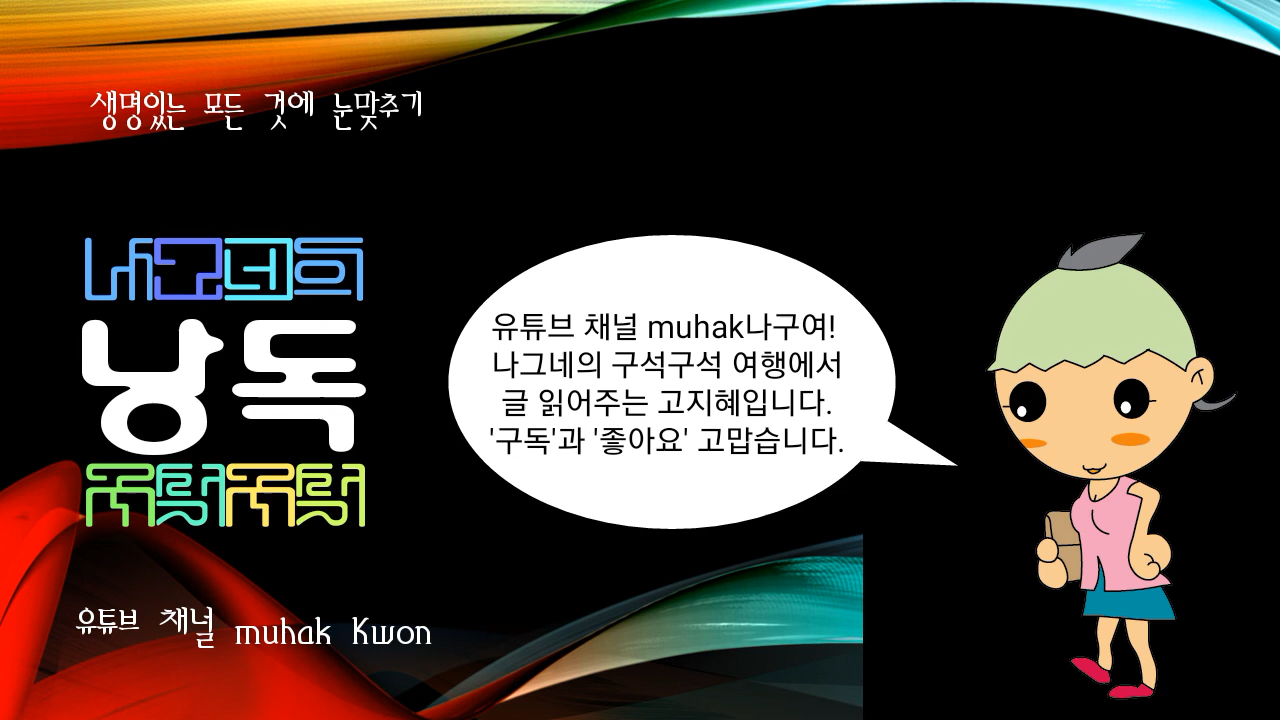 생명있는 모든 것에 눈맞추기
나그네의
낭독
구석구석
유튜브 채널 muhak나구여!
나그네의 구석구석 여행에서
글 읽어주는 고지혜입니다.
'구독'과 '좋아요' 고맙습니다.
유튜브 채널 muhak Kwon